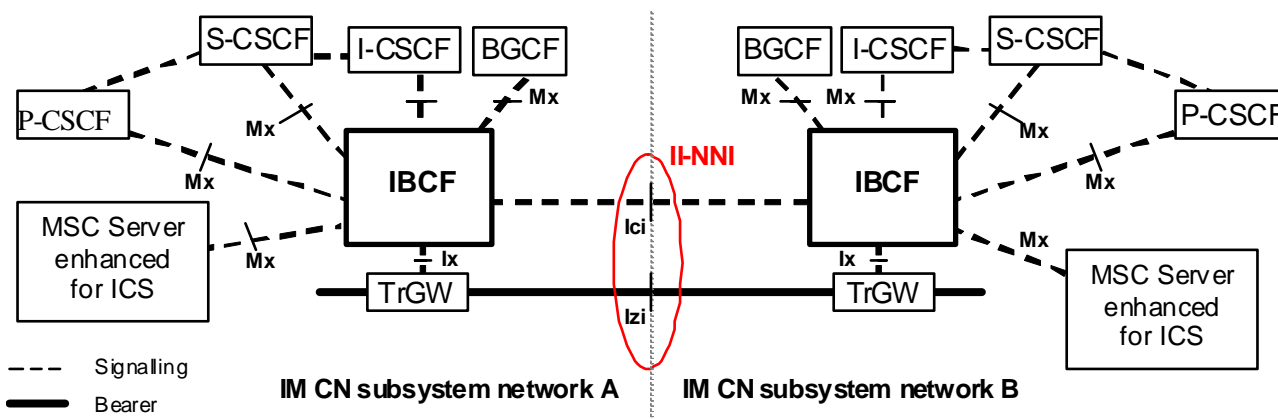 S-CSCF
I-CSCF
BGCF
BGCF
I-CSCF
S-CSCF
P-CSCF
Mx
Mx
Mx
Mx
Mx
Mx
P-CSCF
Mx
IBCF
II-NNI
IBCF
Mx
MSC Server
enhanced
for ICS
Mx
Ici
Mx
MSC Server
enhanced
for ICS
Ix
Ix
TrGW
TrGW
Izi
Signalling
Bearer
IM CN subsystem network A
IM CN subsystem network B